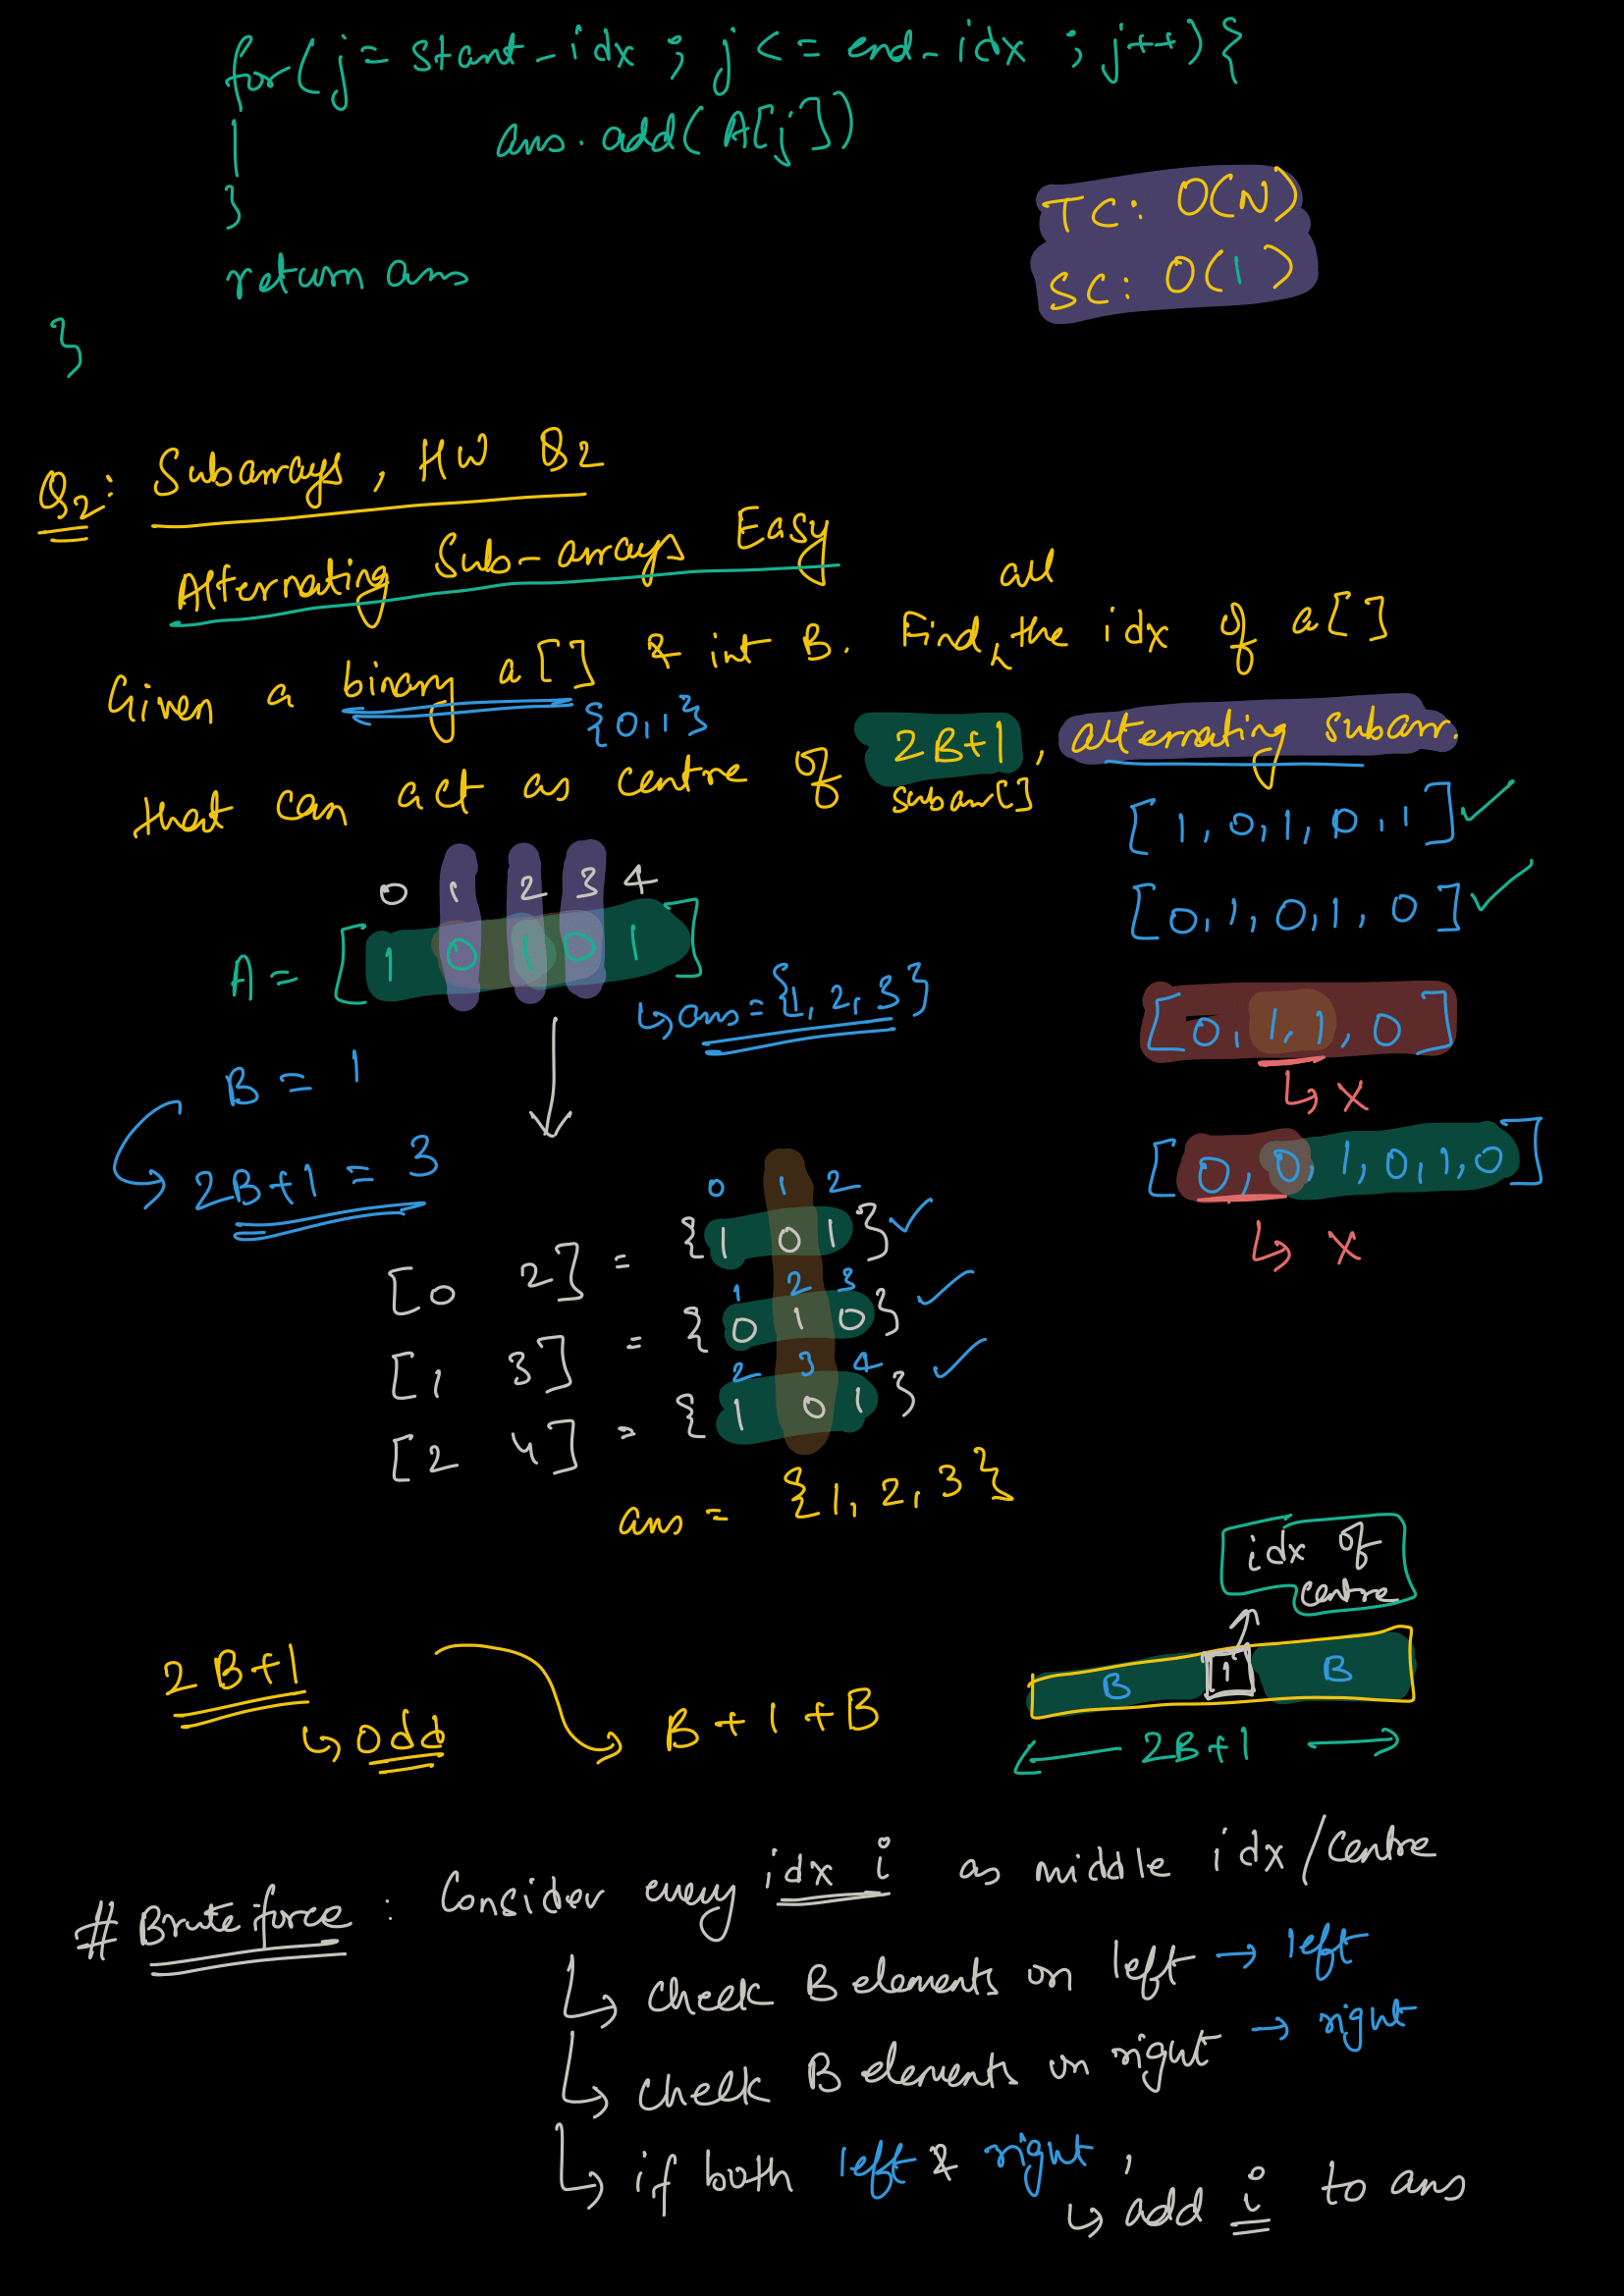 for(j = start_idx ; j <= end_idx ; j++) {
ans.add(A[j])
}
TC: O(N)
return ans
SC: O(1)
}
Q2: Subarrays, HW Q2
Alternating Sub-arrays Easy
all
Given a binary a[] & int B. Find the idx of a[]
{0,1}
that can act as centre of 2B+1, alternating subarr.
subarr[]
[1,0,1,0,1] ✓
0 1 2 3 4
[0,1,0,1,0] ✓
A = [1 0 1 0 1]
↳ ans = {1, 2, 3}
[0, 1, 1, 0]
↳ x
B = 1
[0, 0, 1, 0, 1, 0]
↳ x
2B+1 = 3
0 1 2
[0 2] = {1 0 1} ✓
1 2 3
[1 3] = {0 1 0} ✓
2 3 4
[2 4] = {1 0 1} ✓
ans = {1, 2, 3}
idx of
centre
2B+1
↳ odd
B + 1 + B
B 1 B
← 2B+1 →
# Brute force : Consider every idx i as middle idx/centre
↳ check B elements on left → left
↳ check B elements on right → right
↳ if both left & right,
↳ add i to ans